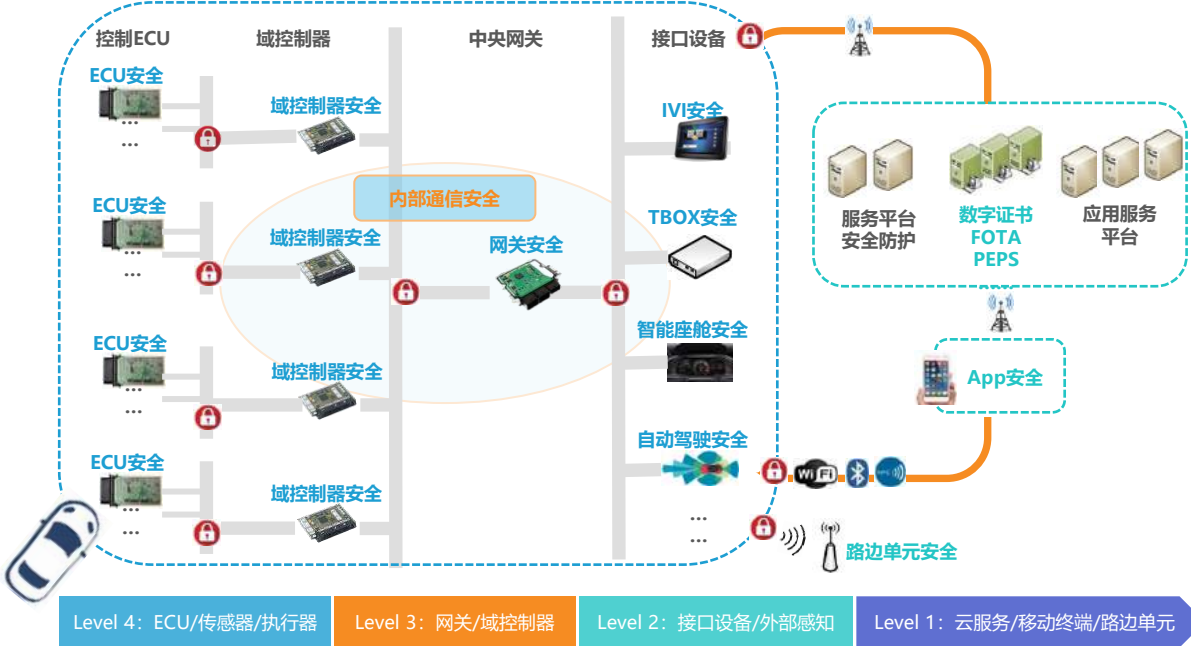 控制ECU
域控制器
中央网关
接口设备
ECU安全
...
...
域控制器安全
IVI安全
内部通信安全
ECU安全
...
...
域控制器安全
网关安全
TBOX安全
ECU安全
...
...
域控制器安全
智能座舱安全
ECU安全
...
...
域控制器安全
自动驾驶安全
...
...
服务平台
安全防护
数字证书
FOTA
PEPS
......
应用服务
平台
App安全
WiFi
路边单元安全
Level 4：ECU/传感器/执行器
Level 3：网关/域控制器
Level 2：接口设备/外部感知
Level 1：云服务/移动终端/路边单元